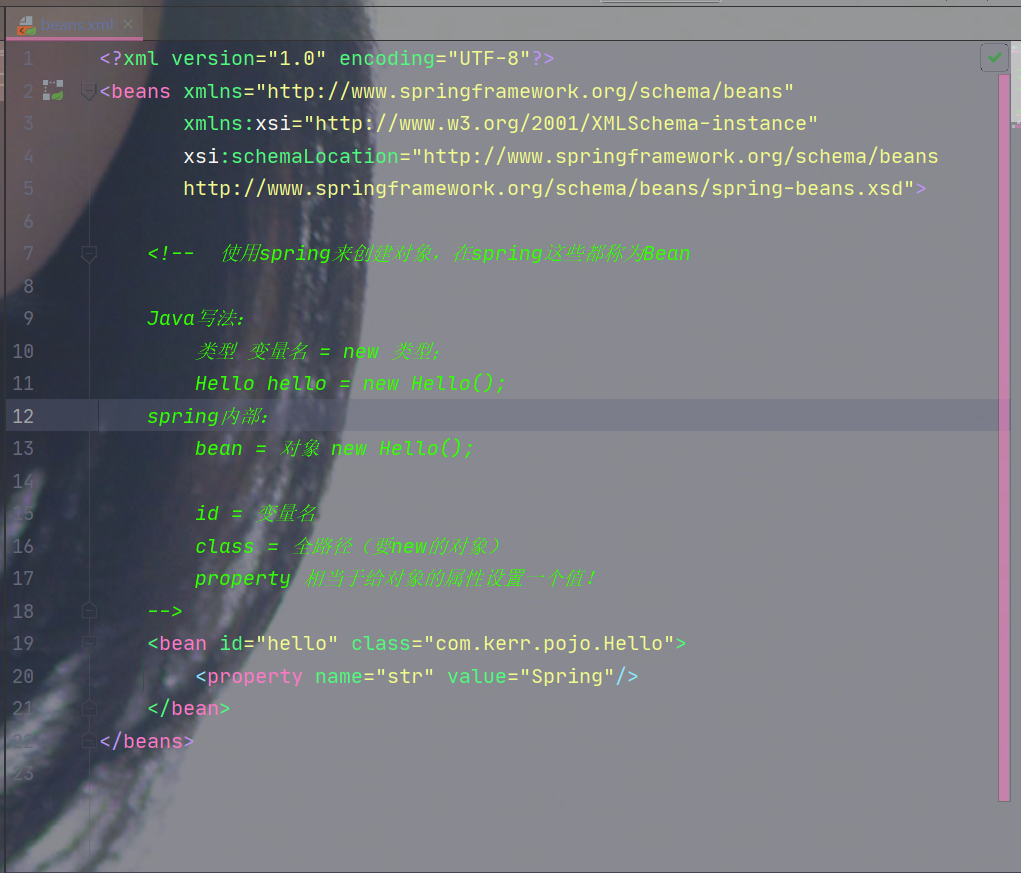 beans.xml
1 <?xml version="1.0" encoding="UTF-8"?>
2 <beans xmlns="http://www.springframework.org/schema/beans"
3 xmlns:xsi="http://www.w3.org/2001/XMLSchema-instance"
4 xsi:schemaLocation="http://www.springframework.org/schema/beans
5 http://www.springframework.org/schema/beans/spring-beans.xsd">
6
7 <!--  使用spring来创建对象，在spring这些都称为Bean
8
9 Java写法：
10 类型 变量名 = new 类型;
11 Hello hello = new Hello();
12 spring内部：
13 bean = 对象 new Hello();
14
15 id = 变量名
16 class = 全路径（要new的对象）
17 property 相当于给对象的属性设置一个值！
18 -->
19 <bean id="hello" class="com.kerr.pojo.Hello">
20 <property name="str" value="Spring"/>
21 </bean>
22 </beans>
23